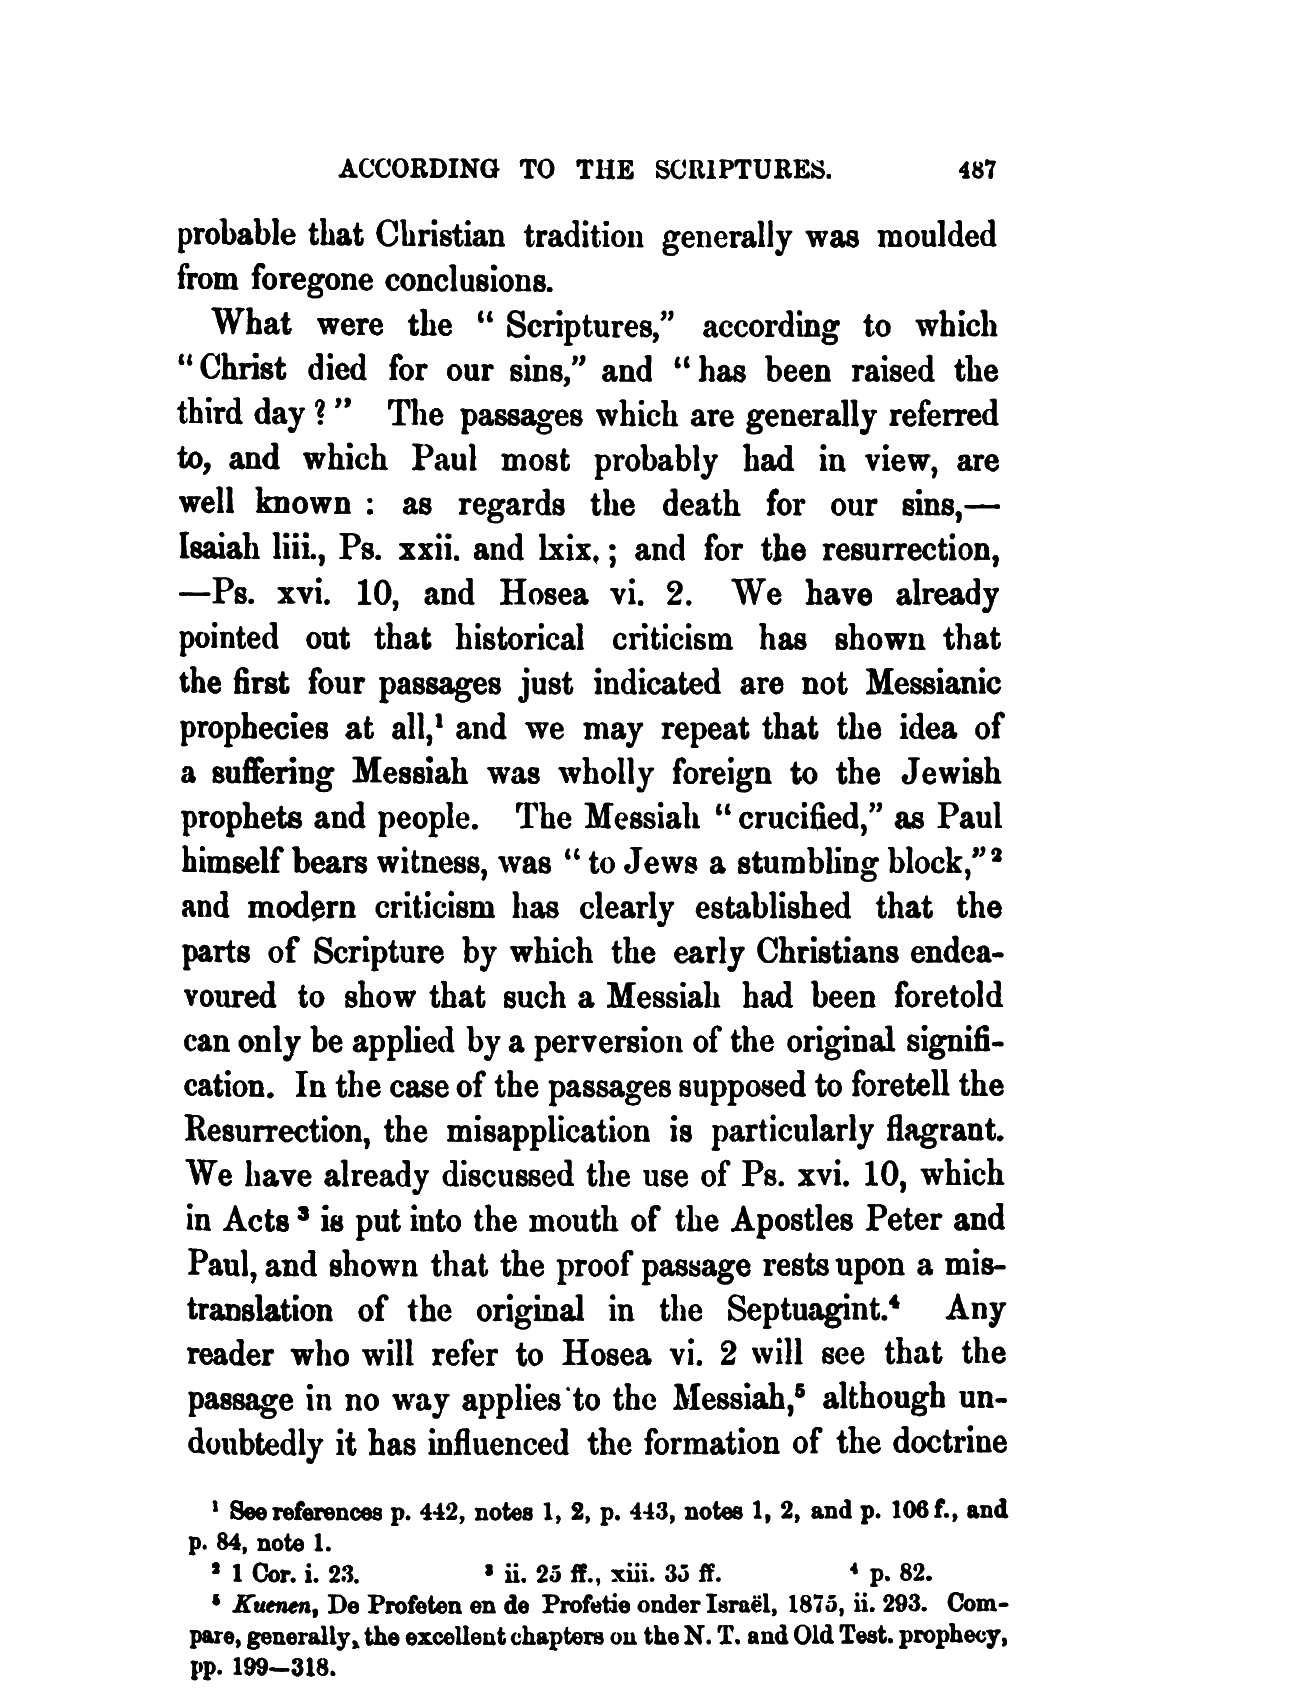 ACCORDING TO THE SCRIPTURES. 487
probable that Christian tradition generally was moulded
from foregone conclusions.
What were the “ Scriptures,” according to which
“ Christ died for our sins,” and “ has been raised the
third day ? ” The passages which are generally referred
to, and which Paul most probably had in view, are
well known : as regards the death for our sins,—
Isaiah liii., Ps. xxii. and lxix. ; and for the resurrection,
—Ps. xvi. 10, and Hosea vi. 2. We have already
pointed out that historical criticism has shown that
the first four passages just indicated are not Messianic
prophecies at all,¹ and we may repeat that the idea of
a suffering Messiah was wholly foreign to the Jewish
prophets and people. The Messiah “ crucified,” as Paul
himself bears witness, was “ to Jews a stumbling block,” ²
and modern criticism has clearly established that the
parts of Scripture by which the early Christians endea-
voured to show that such a Messiah had been foretold
can only be applied by a perversion of the original signifi-
cation. In the case of the passages supposed to foretell the
Resurrection, the misapplication is particularly flagrant.
We have already discussed the use of Ps. xvi. 10, which
in Acts ³ is put into the mouth of the Apostles Peter and
Paul, and shown that the proof passage rests upon a mis-
translation of the original in the Septuagint.⁴ Any
reader who will refer to Hosea vi. 2 will see that the
passage in no way applies to the Messiah,⁵ although un-
doubtedly it has influenced the formation of the doctrine
¹ See references p. 442, notes 1, 2, p. 443, notes 1, 2, and p. 106 f., and
p. 84, note 1.
² 1 Cor. i. 23. ³ ii. 25 ff., xiii. 35 ff. ⁴ p. 82.
⁵ Kuenen, De Profeten en de Profetie onder Israël, 1875, ii. 293. Com-
pare, generally, the excellent chapters on the N. T. and Old Test. prophecy,
pp. 199—318.